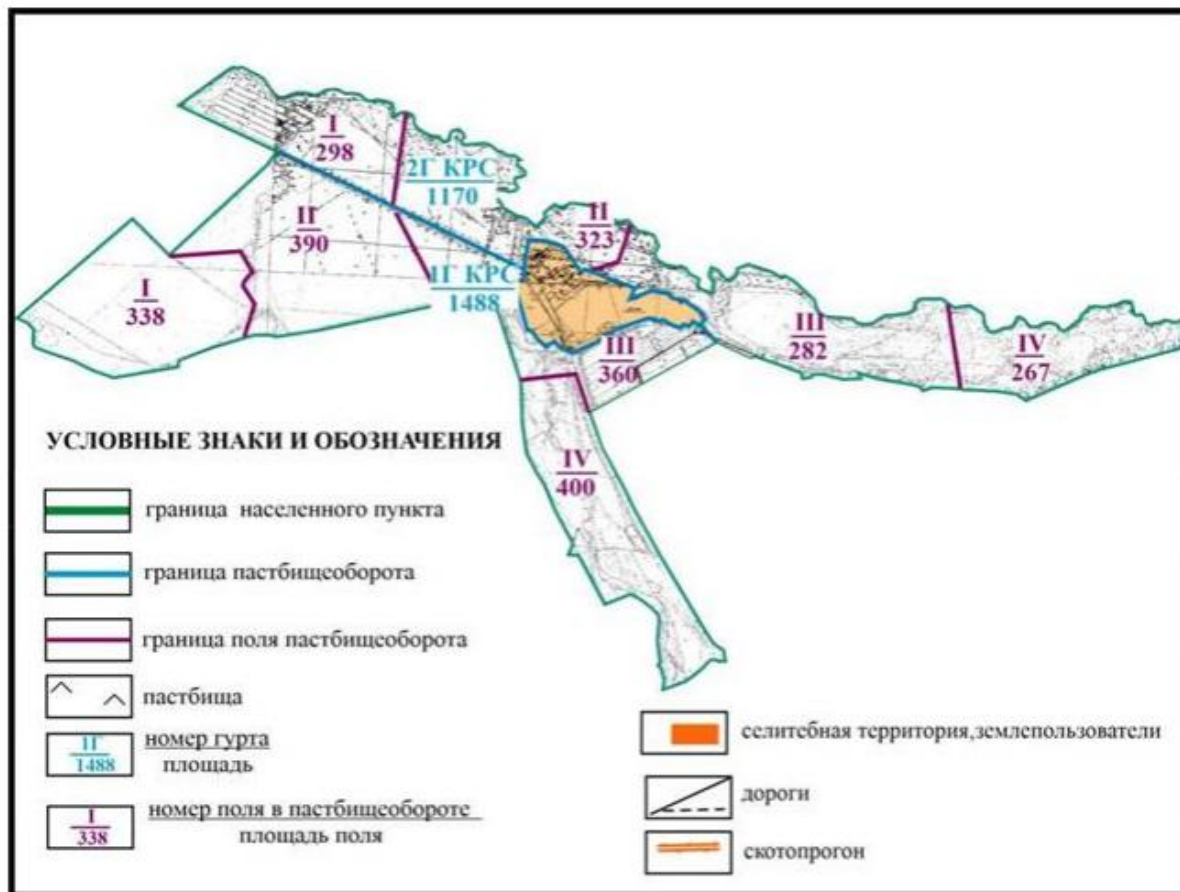 I
298
2Г КРС
1170
II
323
II
390
1Г КРС
1488
I
338
III
360
III
282
IV
267
IV
400
УСЛОВНЫЕ ЗНАКИ И ОБОЗНАЧЕНИЯ
граница населенного пункта
граница пастбищеоборота
граница поля пастбищеоборота
пастбища
1Г
1488
номер гурта
площадь
I
338
номер поля в пастбищеобороте
площадь поля
селитебная территория,землепользователи
дороги
скотопрогон